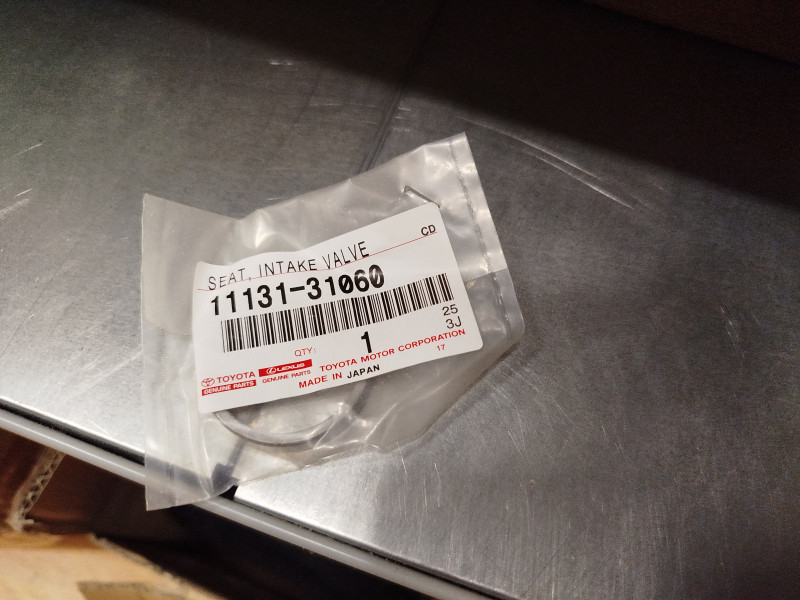 CD
SEAT, INTAKE VALVE
11131-31060
25
3J
QTY: 1
TOYOTA LEXUS TOYOTA MOTOR CORPORATION
GENUINE PARTS GENUINE PARTS 17
MADE IN JAPAN